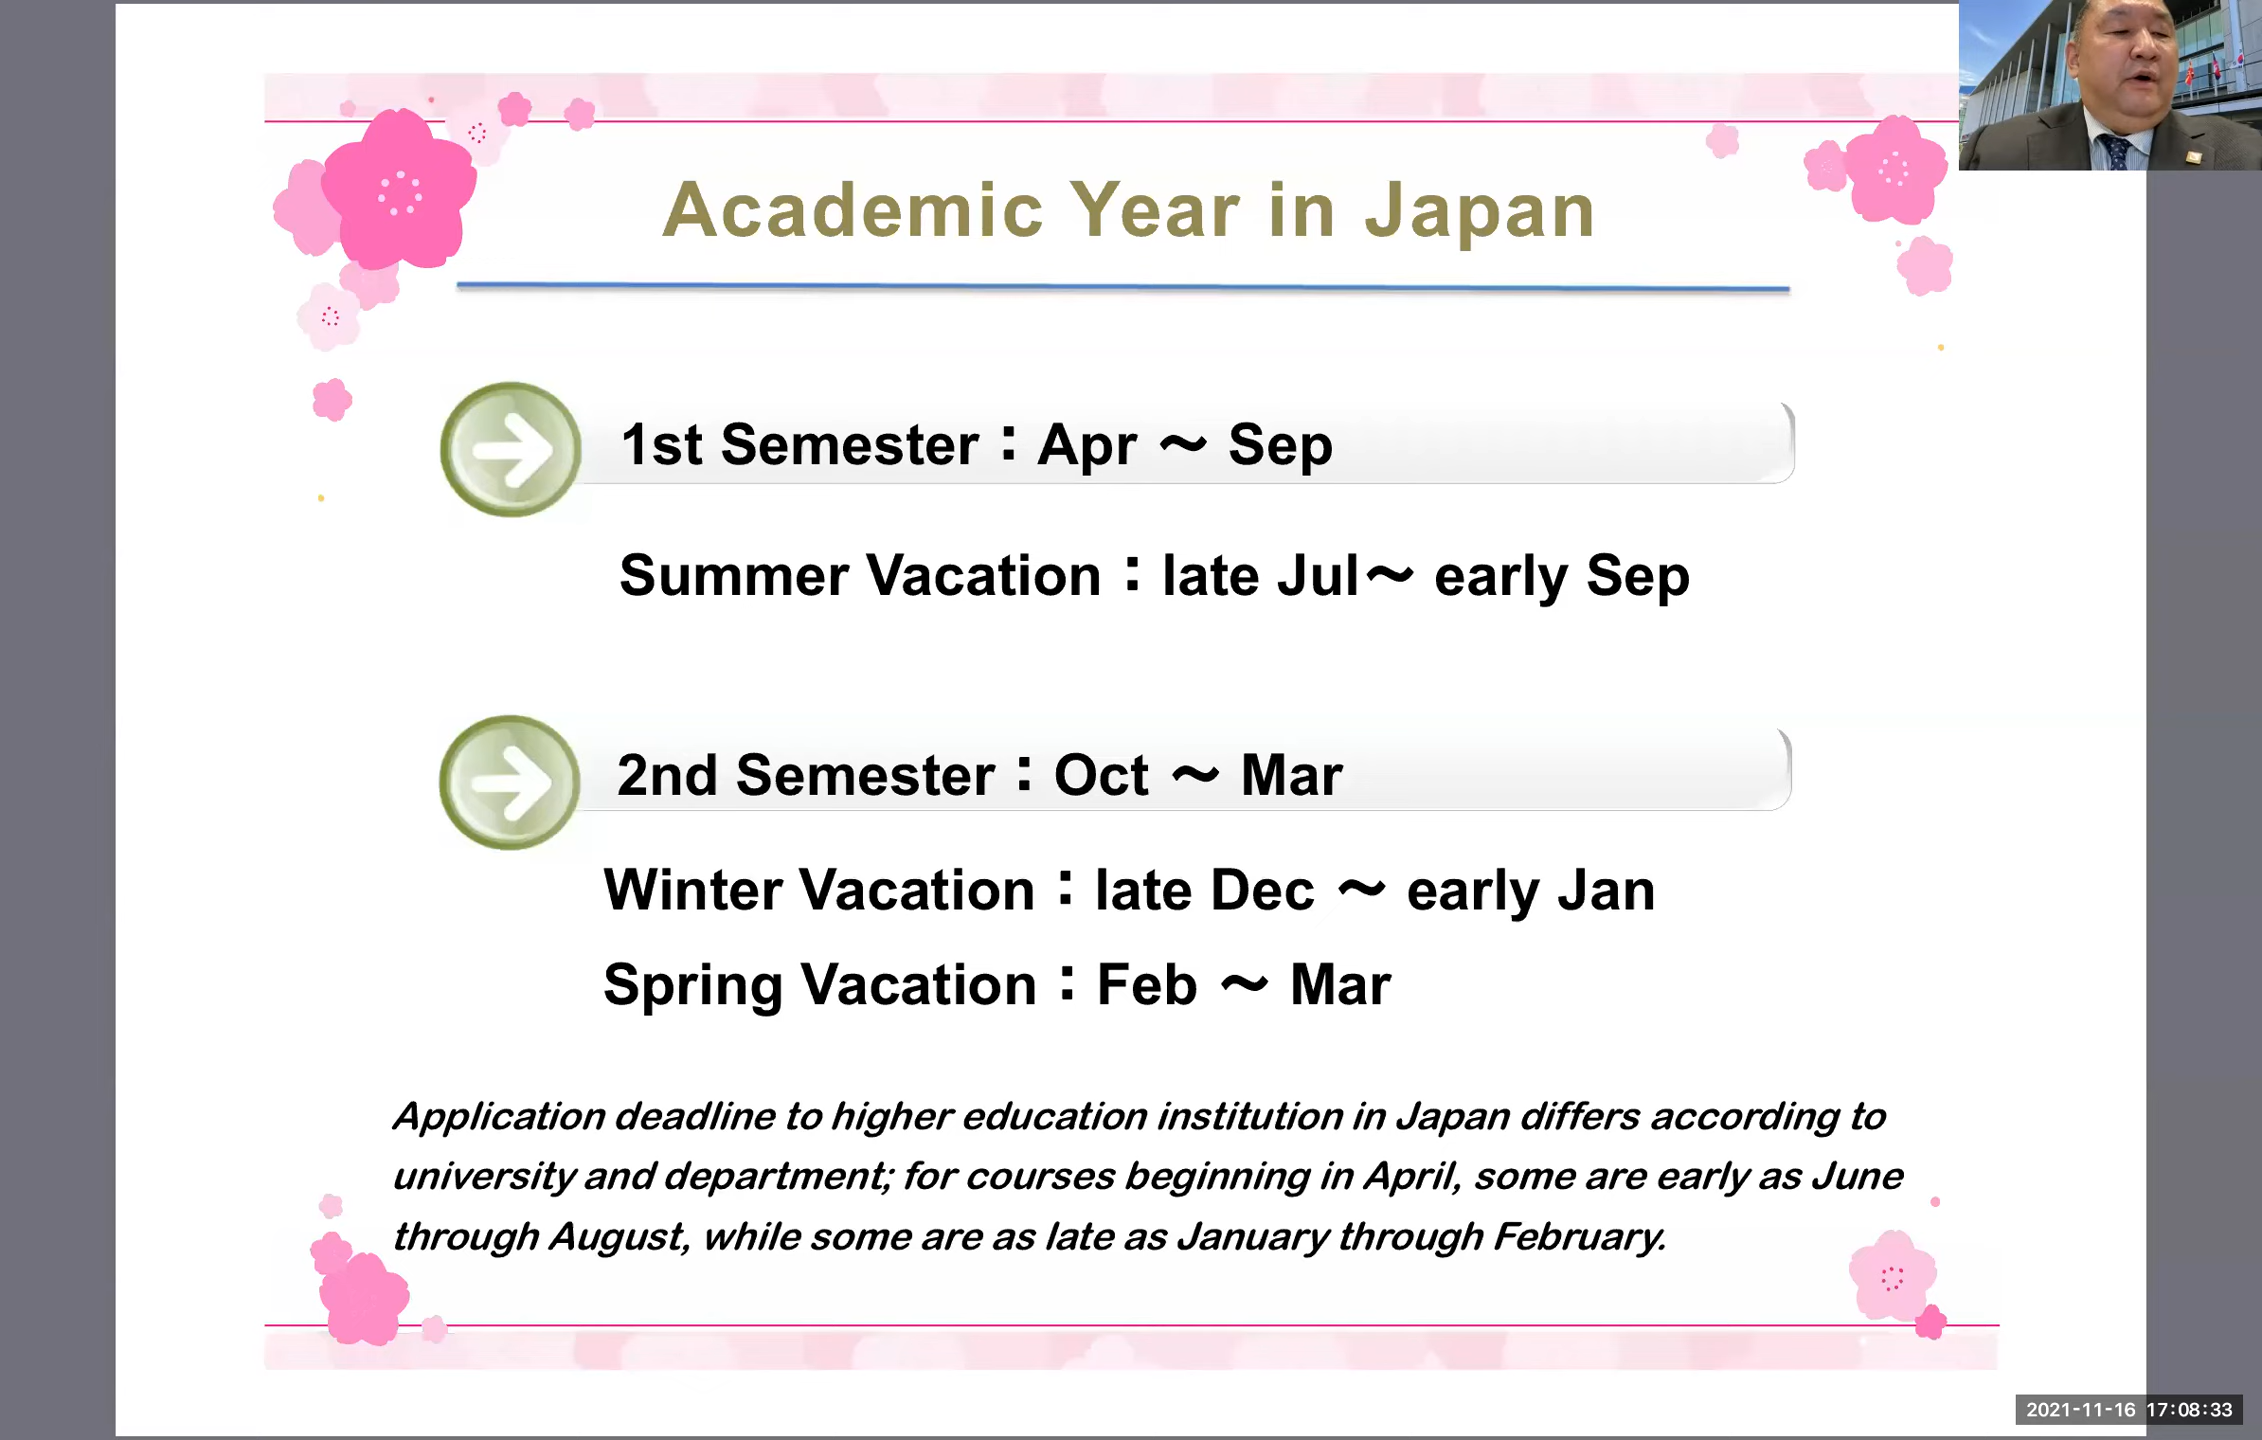 Academic Year in Japan
1st Semester：Apr ～ Sep
Summer Vacation：late Jul～ early Sep
2nd Semester：Oct ～ Mar
Winter Vacation：late Dec ～ early Jan
Spring Vacation：Feb ～ Mar
Application deadline to higher education institution in Japan differs according to
university and department; for courses beginning in April, some are early as June
through August, while some are as late as January through February.
2021-11-16 17:08:33